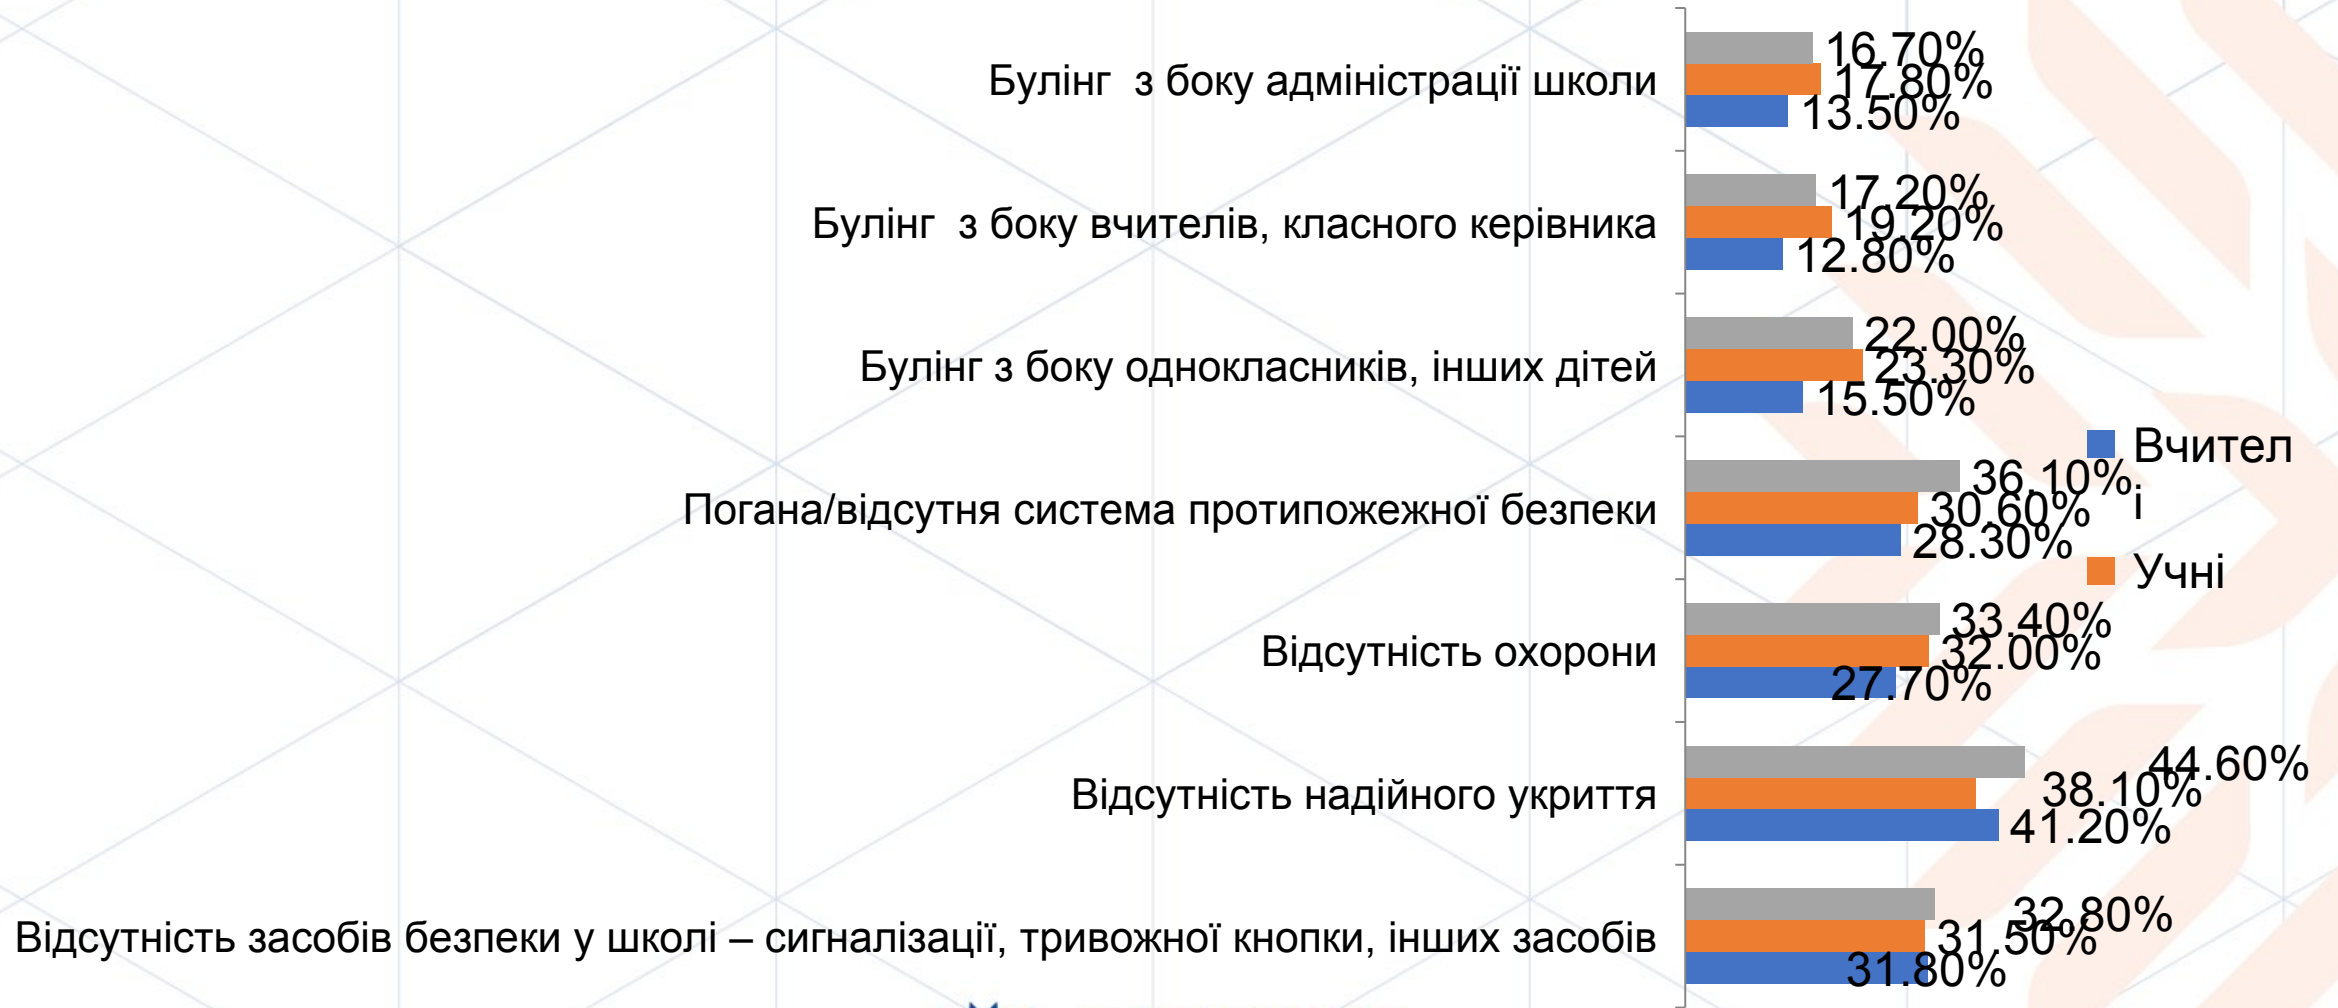 Булінг  з боку адміністрації школи
16.70%
17.80%
13.50%
Булінг  з боку вчителів, класного керівника
17.20%
19.20%
12.80%
Булінг з боку однокласників, інших дітей
22.00%
23.30%
15.50%
Погана/відсутня система протипожежної безпеки
36.10%
30.60%
28.30%
Відсутність охорони
33.40%
32.00%
27.70%
Відсутність надійного укриття
44.60%
38.10%
41.20%
Відсутність засобів безпеки у школі – сигналізації, тривожної кнопки, інших засобів
32.80%
31.50%
31.80%
Вчител
і
Учні